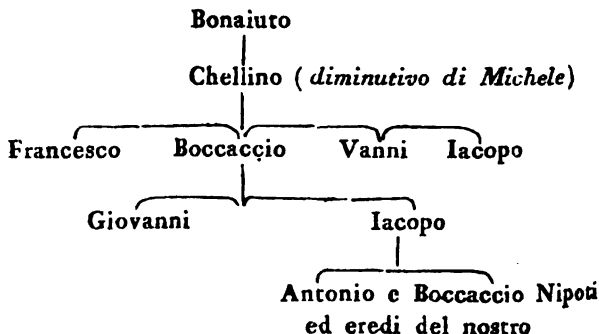 Bonaiuto
Chellino (diminutivo di Michele)
Francesco Boccaccio Vanni Iacopo
Giovanni Iacopo
Antonio e Boccaccio Nipoti
ed eredi del nostro